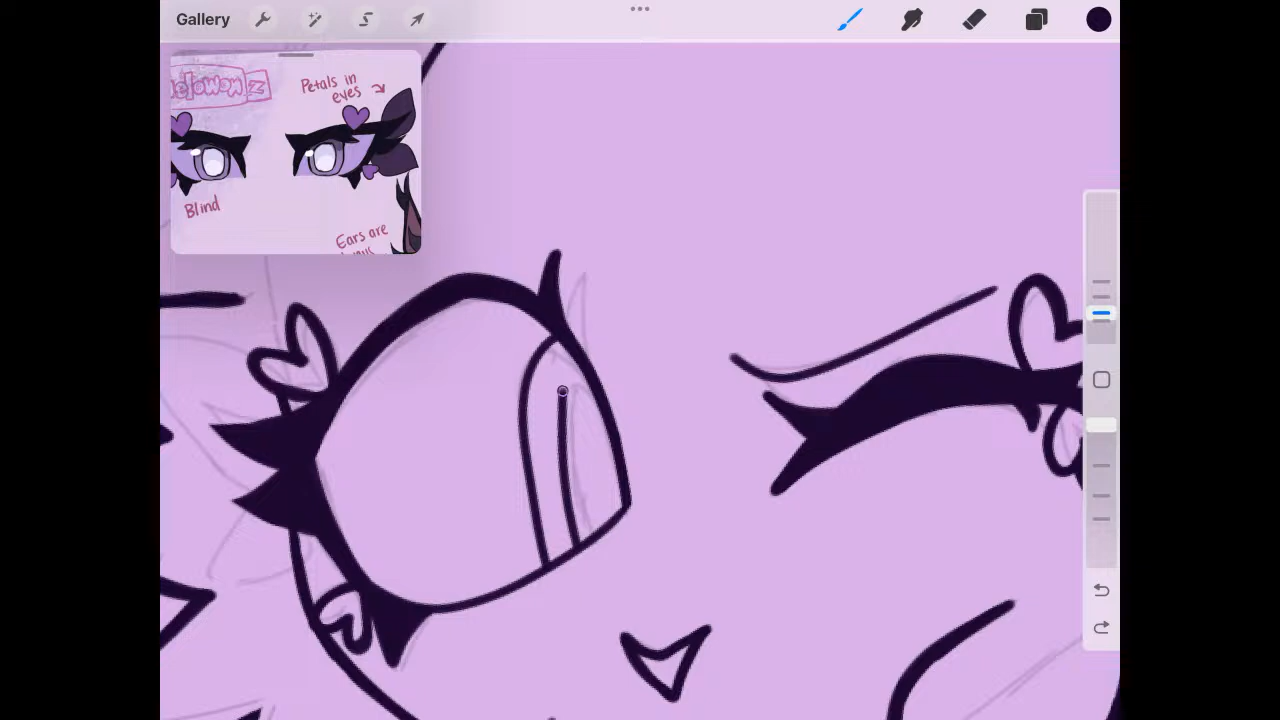 Gallery
Petals in
eyes
Blind
Ears are